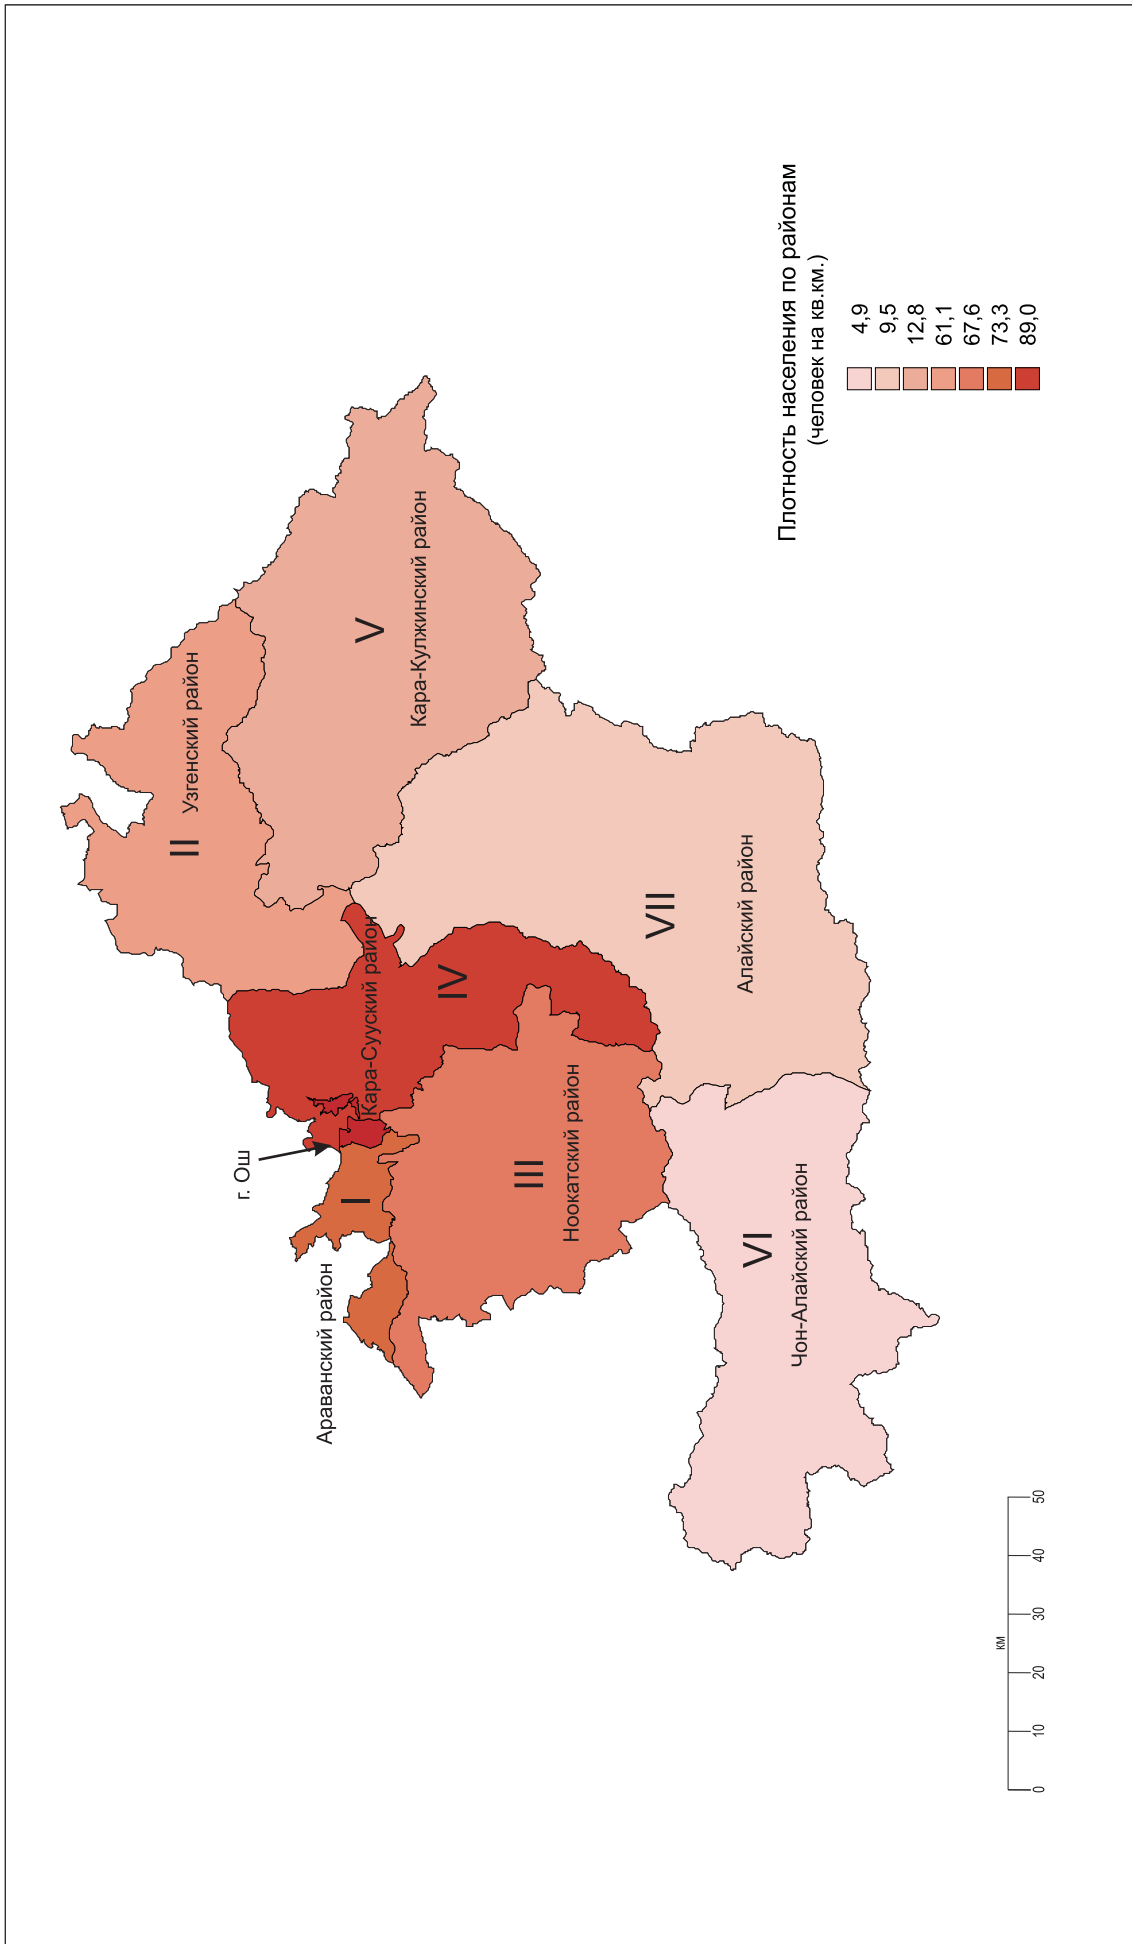 II
Узгенский район
V
Кара-Кулжинский район
г. Ош
I
Араванский район
Кара-Сууский район
IV
III
Ноокатский район
VII
Алайский район
VI
Чон-Алайский район
Плотность населения по районам
(человек на кв.км.)
4,9
9,5
12,8
61,1
67,6
73,3
89,0
км
0 10 20 30 40 50